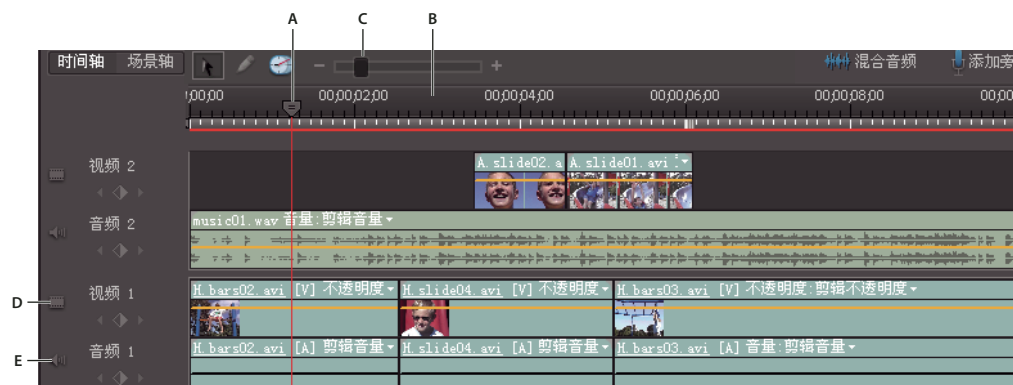 A C B
时间轴 场景轴 − + 混合音频 添加旁
;00;00 00;00;02;00 00;00;04;00 00;00;06;00 00;00;08;00 00;00
视频 2 A.slide02.a A.slide01.avi
音频 2 music01.wav 音量:剪辑音量
D 视频 1 H.bars02.avi [V] 不透明度 H.slide04.avi [V] 不透明度 H.bars03.avi [V] 不透明度:剪辑不透明度
E 音频 1 H.bars02.avi [A] 剪辑音量 H.slide04.avi [A] 剪辑音量 H.bars03.avi [A] 音量:剪辑音量